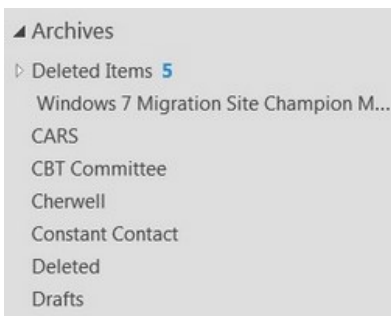 Archives
Deleted Items 5
Windows 7 Migration Site Champion M...
CARS
CBT Committee
Cherwell
Constant Contact
Deleted
Drafts